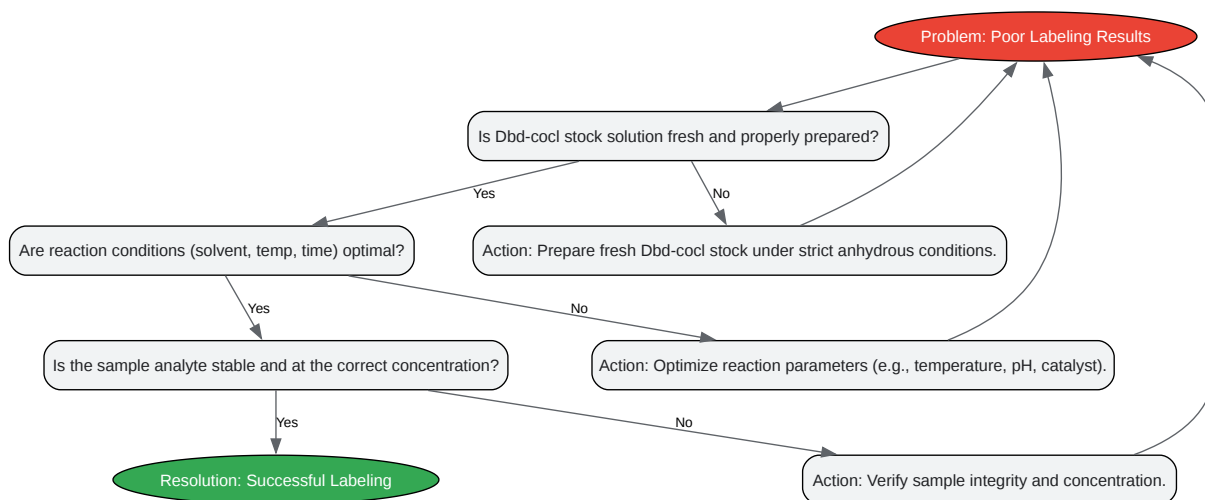 Problem: Poor Labeling Results
Is Dbd-cocl stock solution fresh and properly prepared?
Yes
No
Are reaction conditions (solvent, temp, time) optimal?
Action: Prepare fresh Dbd-cocl stock under strict anhydrous conditions.
Yes
No
Is the sample analyte stable and at the correct concentration?
Action: Optimize reaction parameters (e.g., temperature, pH, catalyst).
Yes
No
Resolution: Successful Labeling
Action: Verify sample integrity and concentration.